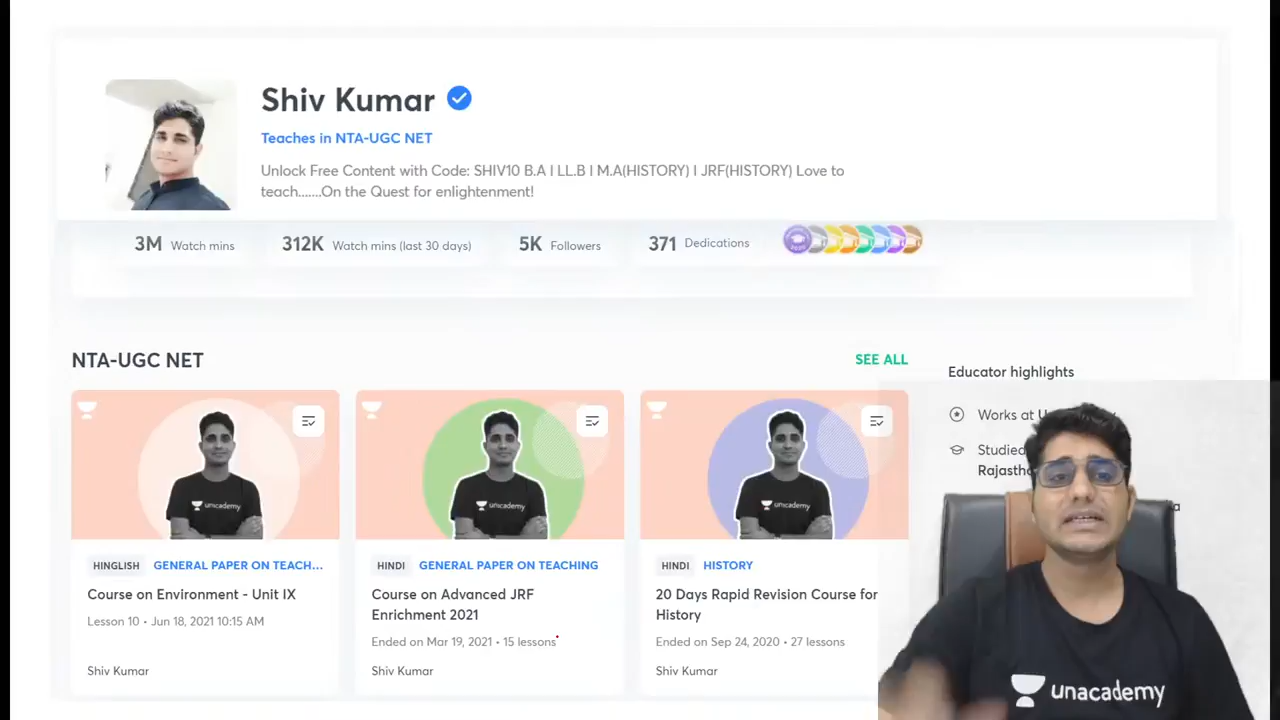 Shiv Kumar
Teaches in NTA-UGC NET
Unlock Free Content with Code: SHIV10 B.A I LL.B I M.A(HISTORY) I JRF(HISTORY) Love to
teach.......On the Quest for enlightenment!
3M Watch mins
312K Watch mins (last 30 days)
5K Followers
371 Dedications
NTA-UGC NET
SEE ALL
unacademy
HINGLISH GENERAL PAPER ON TEACH...
Course on Environment - Unit IX
Lesson 10 • Jun 18, 2021 10:15 AM
Shiv Kumar
unacademy
HINDI GENERAL PAPER ON TEACHING
Course on Advanced JRF
Enrichment 2021
Ended on Mar 19, 2021 • 15 lessons
Shiv Kumar
unacademy
HINDI HISTORY
20 Days Rapid Revision Course for
History
Ended on Sep 24, 2020 • 27 lessons
Shiv Kumar
Educator highlights
Works at
Studied
unacademy